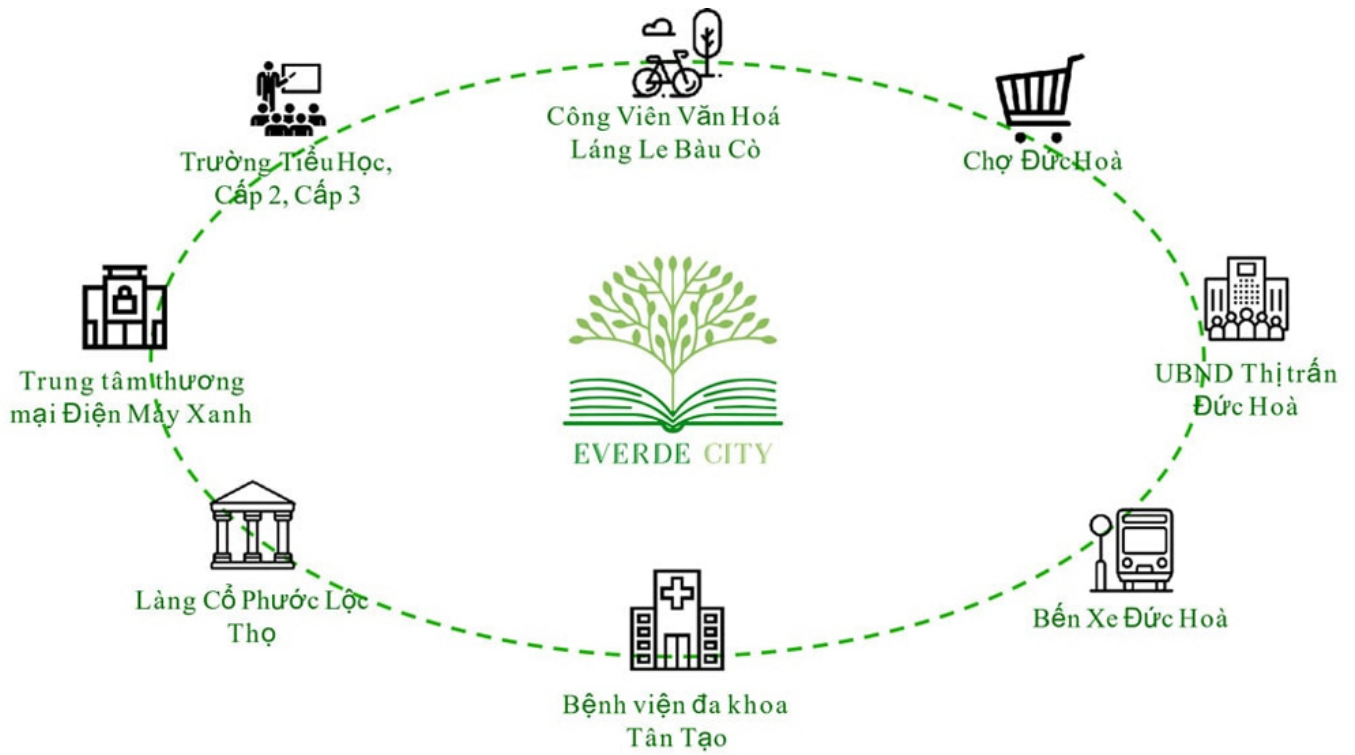 Công Viên Văn Hoá
Láng Le Bàu Cò
Trường Tiểu Học,
Cấp 2, Cấp 3
Chợ Đức Hoà
Trung tâm thương
mại Điện Máy Xanh
EVERDE CITY
UBND Thị trấn
Đức Hoà
Làng Cổ Phước Lộc
Thọ
Bến Xe Đức Hoà
Bệnh viện đa khoa
Tân Tạo